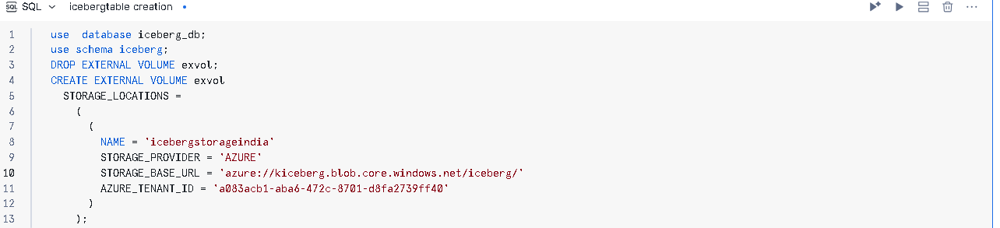 SQL SQL icebergtable creation
1 use  database iceberg_db;
2 use schema iceberg;
3 DROP EXTERNAL VOLUME exvol;
4 CREATE EXTERNAL VOLUME exvol
5   STORAGE_LOCATIONS =
6     (
7       (
8         NAME = 'icebergstorageindia'
9         STORAGE_PROVIDER = 'AZURE'
10         STORAGE_BASE_URL = 'azure://kiceberg.blob.core.windows.net/iceberg/'
11         AZURE_TENANT_ID = 'a083acb1-aba6-472c-8701-d8fa2739ff40'
12       )
13     );